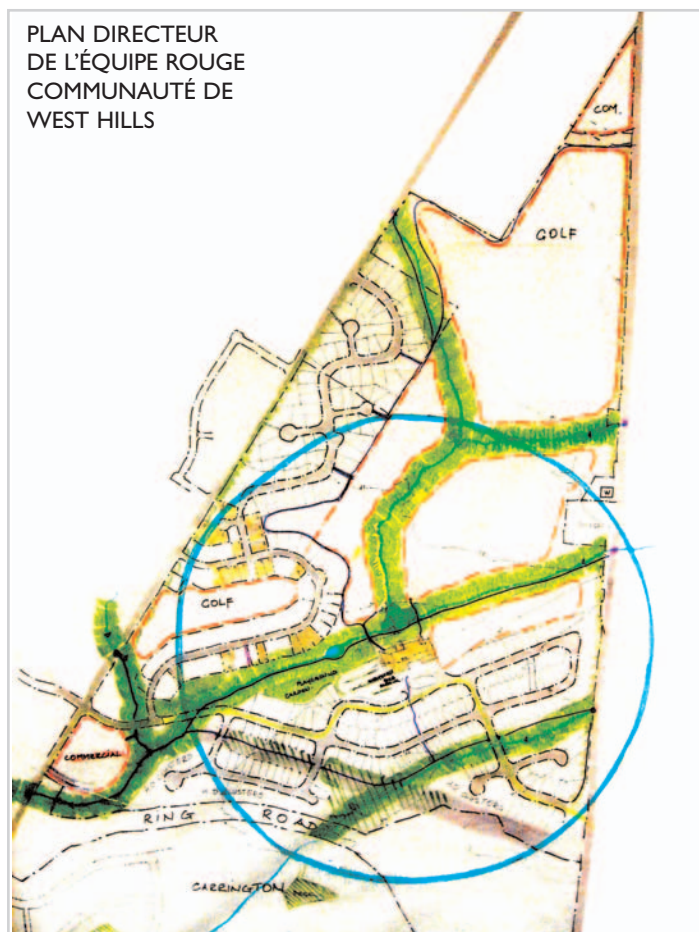 PLAN DIRECTEUR
DE L’ÉQUIPE ROUGE
COMMUNAUTÉ DE
WEST HILLS
COM.
GOLF
GOLF
COMMERCIAL
RING ROAD
CARRINGTON